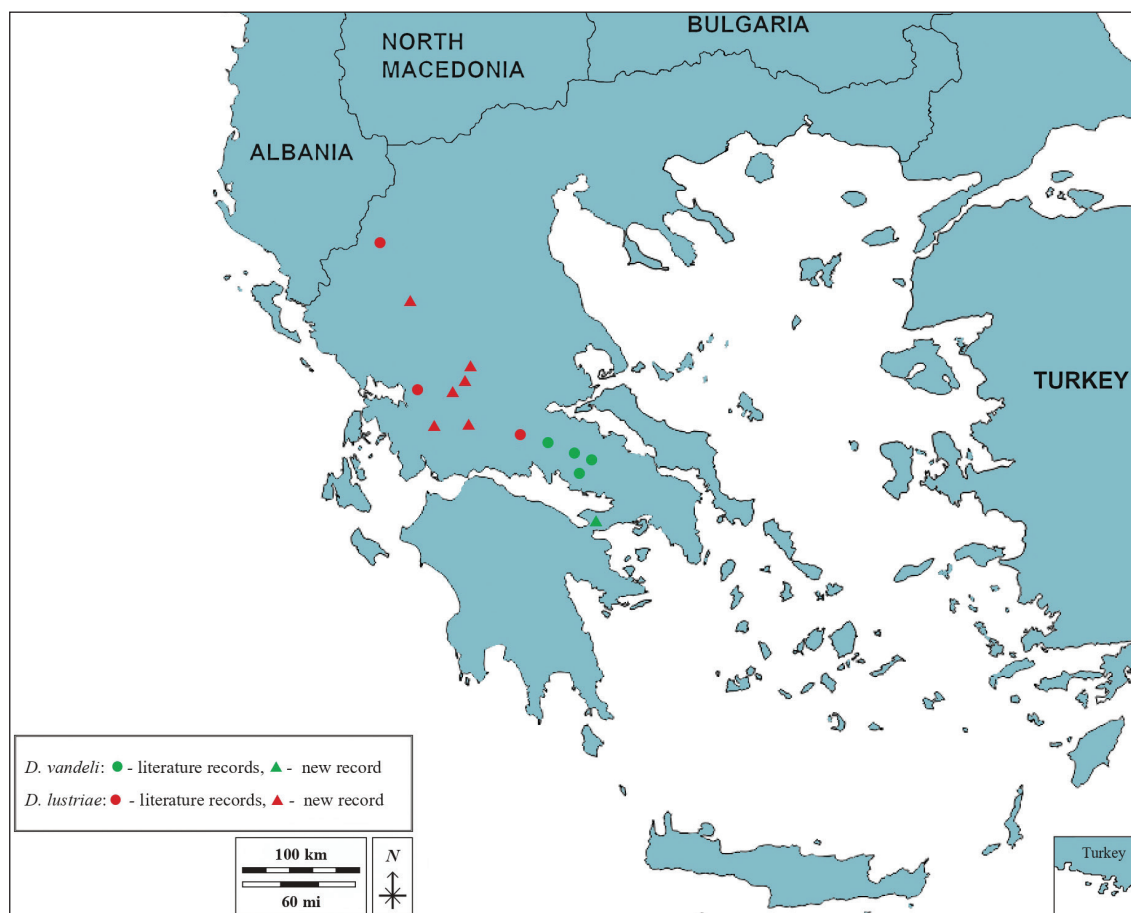 BULGARIA
NORTH
MACEDONIA
ALBANIA
TURKEY
D. vandeli: - literature records, - new record
D. lustriae: - literature records, - new record
100 km
60 mi
N
Turkey